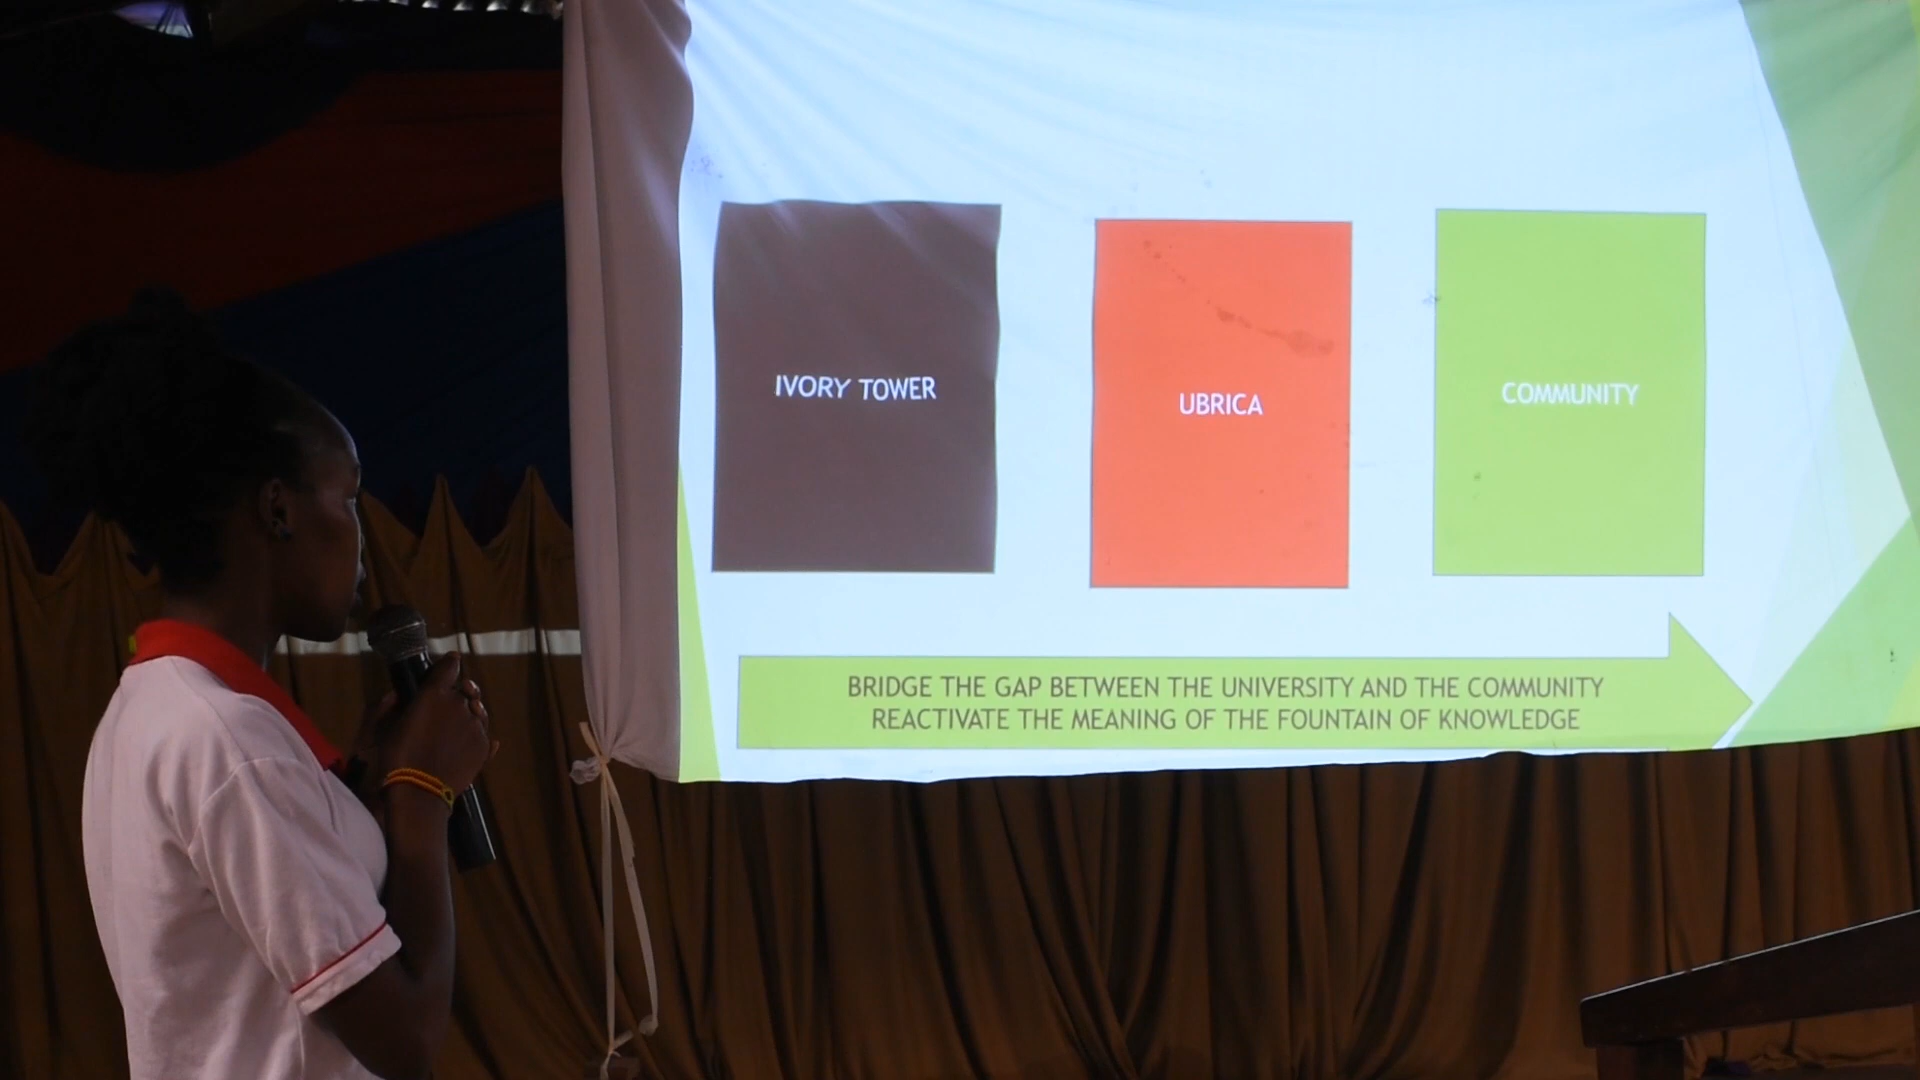 IVORY TOWER
UBRICA
COMMUNITY
BRIDGE THE GAP BETWEEN THE UNIVERSITY AND THE COMMUNITY
REACTIVATE THE MEANING OF THE FOUNTAIN OF KNOWLEDGE